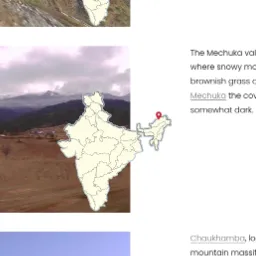 The Mechuka val
where snowy mo
brownish grass
Mechuka the cov
somewhat dark.
Chaukhamba, lo
mountain massif